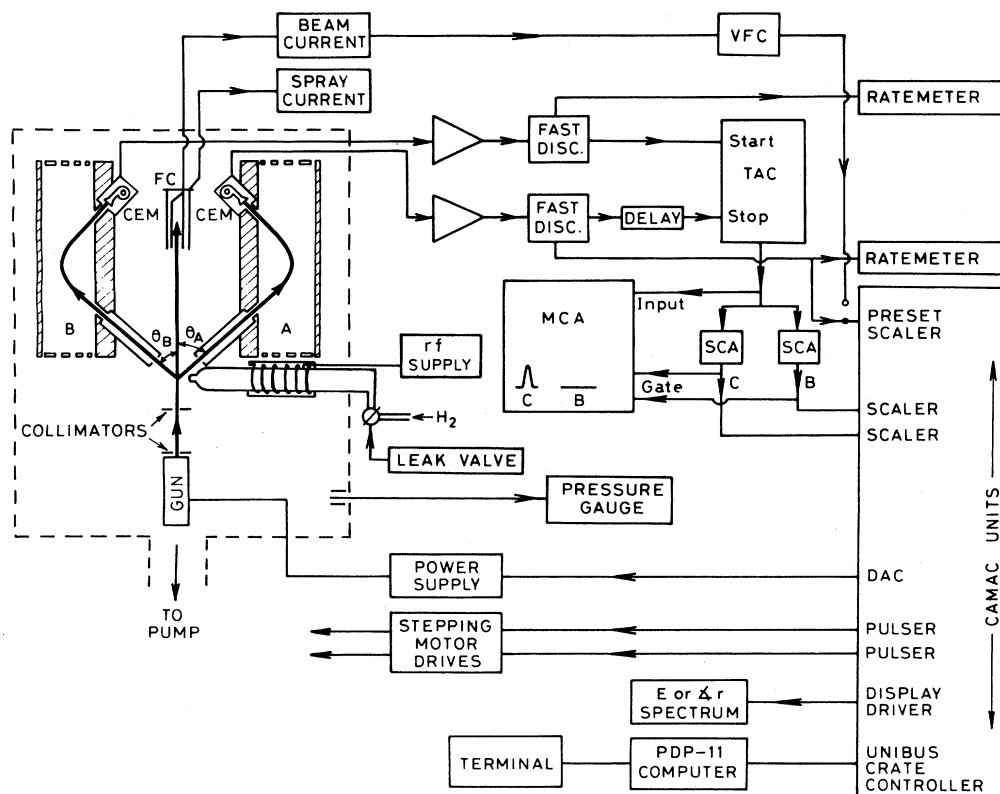 BEAM
CURRENT
VFC
SPRAY
CURRENT
RATEMETER
FAST
DISC.
Start
TAC
Stop
FC
CEM
CEM
FAST
DISC.
DELAY
RATEMETER
B
θB
θA
A
Input
MCA
SCA
SCA
PRESET
SCALER
rf
SUPPLY
Gate
C
B
C
B
SCALER
SCALER
H2
COLLIMATORS
LEAK VALVE
GUN
PRESSURE
GAUGE
CAMAC UNITS
POWER
SUPPLY
DAC
TO
PUMP
STEPPING
MOTOR
DRIVES
PULSER
PULSER
E or ∡ r
SPECTRUM
DISPLAY
DRIVER
TERMINAL
PDP-11
COMPUTER
UNIBUS
CRATE
CONTROLLER